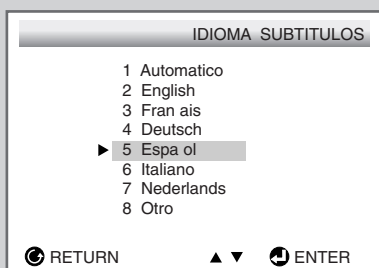 IDIOMA SUBTITULOS
1 Automatico
2 English
3 Fran ais
4 Deutsch
▶ 5 Espa ol
6 Italiano
7 Nederlands
8 Otro
RETURN ▲ ▼ ENTER